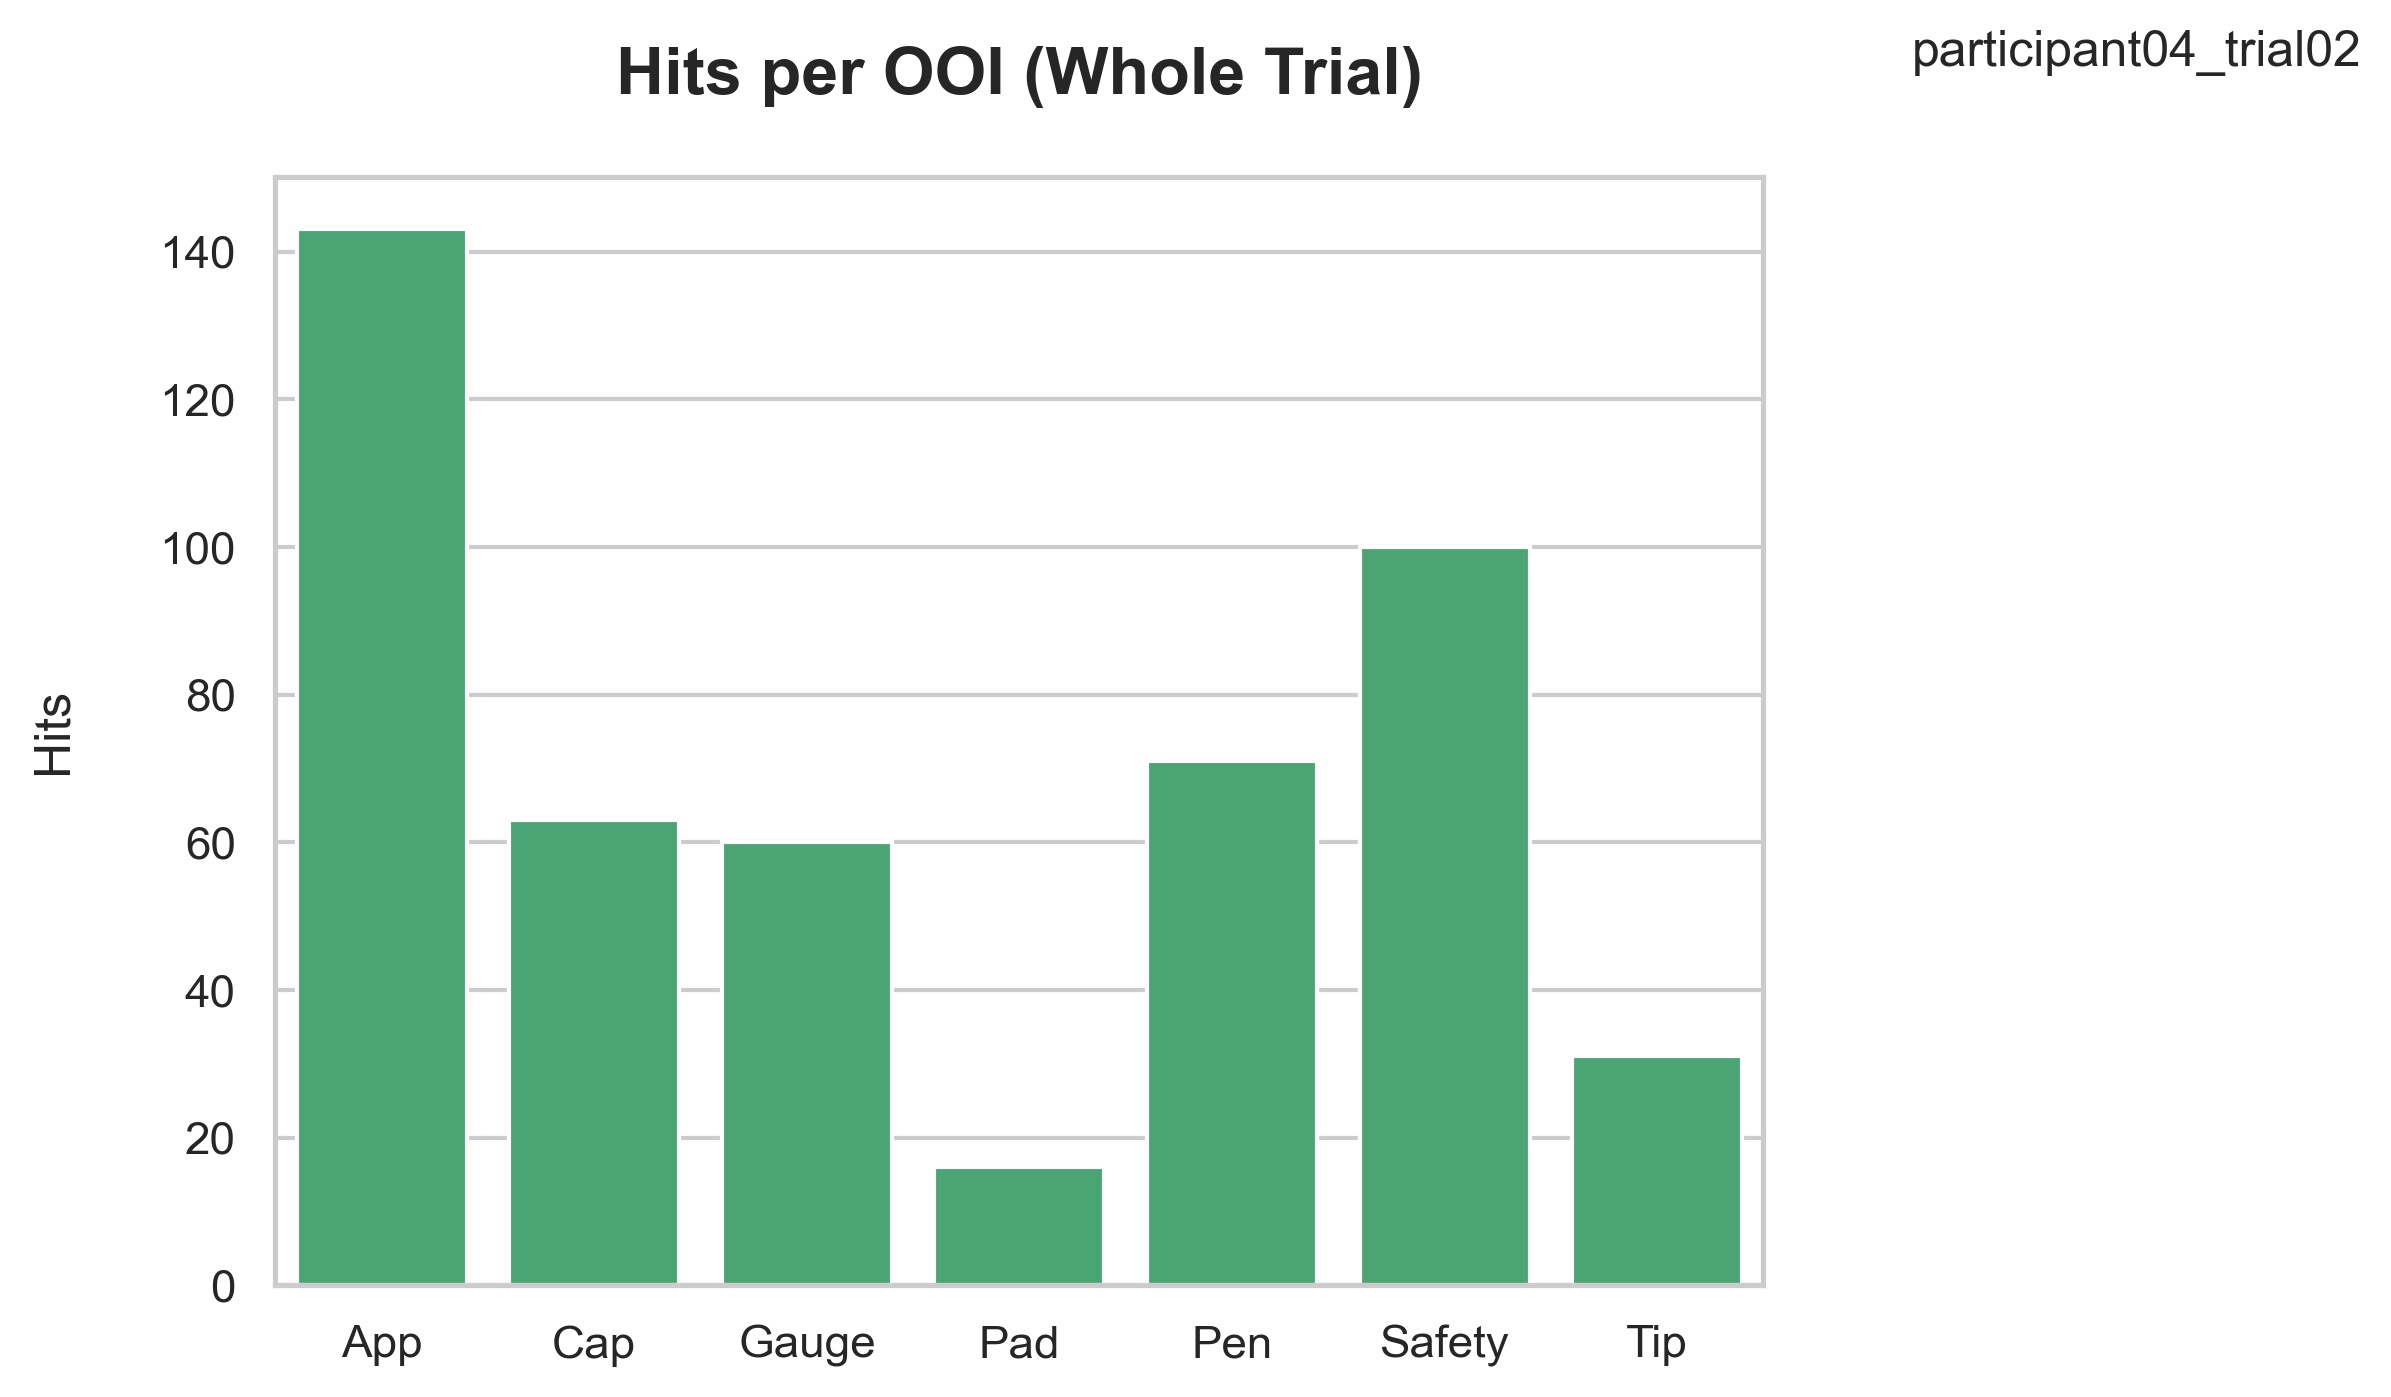 participant04_trial02
Hits per OOI (Whole Trial)
Hits
140
120
100
80
60
40
20
0
App Cap Gauge Pad Pen Safety Tip